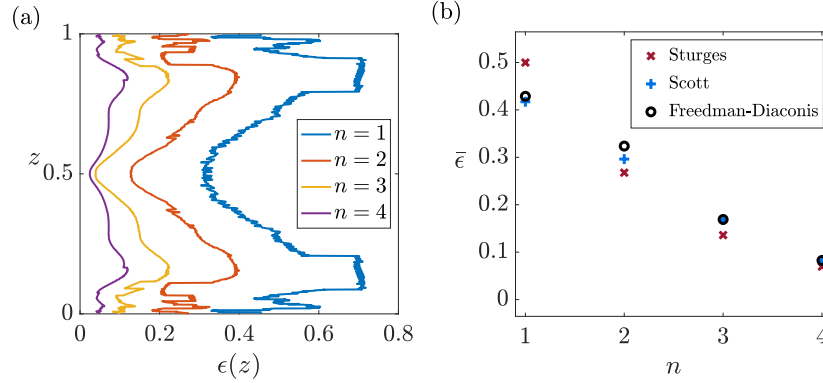 (a)
1
0.5
0
z
n = 1
n = 2
n = 3
n = 4
0 0.2 0.4 0.6 0.8
ϵ(z)
(b)
0.5
0.4
0.3
0.2
0.1
0
ϵ̄
Sturges
Scott
Freedman-Diaconis
1 2 3 4
n